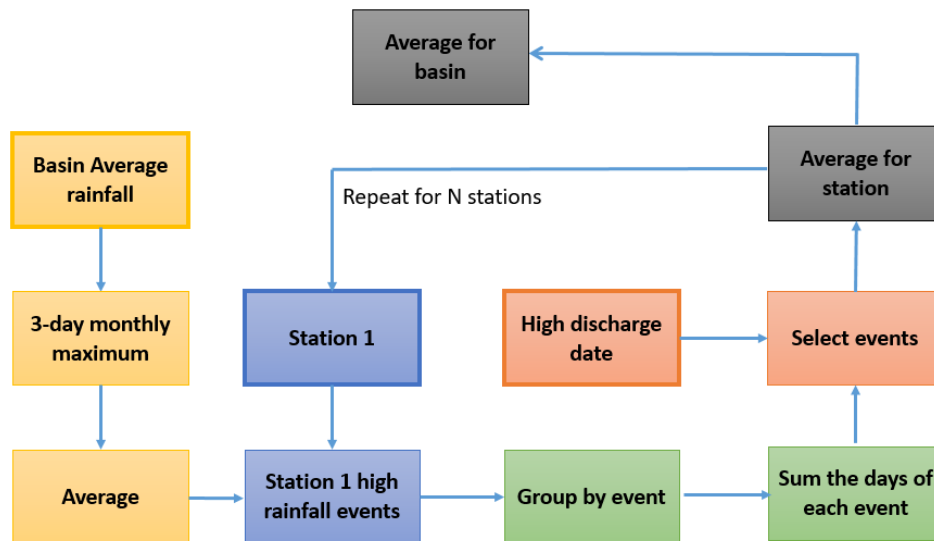 Average for
basin
Basin Average
rainfall
Average for
station
Repeat for N stations
3-day monthly
maximum
Station 1
High discharge
date
Select events
Average
Station 1 high
rainfall events
Group by event
Sum the days of
each event